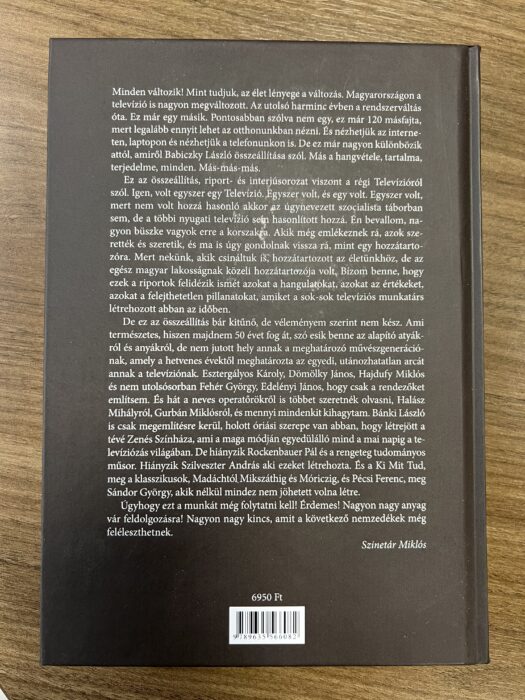 Minden változik! Mint tudjuk, az élet lényege a változás. Magyarországon a
televízió is nagyon megváltozott. Az utolsó harminc évben a rendszerváltás
óta. Ez már egy másik. Pontosabban szólva nem egy, ez már 120 másfajta,
mert legalább ennyit lehet az otthonunkban nézni. És nézhetjük az interne-
ten, laptopon és nézhetjük a telefonunkon is. De ez már nagyon különbözik
attól, amiről Babiczky László összeállítása szól. Más a hangvétele, tartalma,
terjedelme, minden. Más-más-más.
Ez az összeállítás, riport- és interjúsorozat viszont a régi Televízióról
szól. Igen, volt egyszer egy Televízió. Egyszer volt, és egy volt. Egyszer volt,
mert nem volt hozzá hasonló akkor az úgynevezett szocialista táborban
sem, de a többi nyugati televízió sem hasonlított hozzá. Én bevallom, na-
gyon büszke vagyok erre a korszakra. Akik még emlékeznek rá, azok sze-
rették és szeretik, és ma is úgy gondolnak vissza rá, mint egy hozzátarto-
zóra. Mert nekünk, akik csináltuk is, hozzátartozott az életünkhöz, de az
egész magyar lakosságnak közeli hozzátartozója volt. Bízom benne, hogy
ezek a riportok felidézik ismét azokat a hangulatokat, azokat az értékeket,
azokat a felejthetetlen pillanatokat, amiket a sok-sok televíziós munkatárs
létrehozott abban az időben.
De ez az összeállítás bár kitűnő, de véleményem szerint nem kész. Ami
természetes, hiszen majdnem 50 évet fog át, szó esik benne az alapító atyák-
ról és anyákról, de nem jutott hely annak a meghatározó művészgeneráció-
nak, amely a hetvenes évektől meghatározta az egyedi, utánozhatatlan arcát
annak a televíziónak. Esztergályos Károly, Dömölky János, Hajdufy Miklós
és nem utolsósorban Fehér György, Edelényi János, hogy csak a rendezőket
említsem. És hát a neves operatőrökről is többet szeretnék olvasni, Halász
Mihályról, Gurbán Miklósról, és mennyi mindenkit kihagytam. Bánki László
is csak megemlítésre kerül, holott óriási szerepe van abban, hogy létrejött a
tévé Zenés Színháza, ami a maga módján egyedülálló mind a mai napig a te-
levíziózás világában. De hiányzik Rockenbauer Pál és a rengeteg tudományos
műsor. Hiányzik Szilveszter András aki ezeket létrehozta. És a Ki Mit Tud,
meg a klasszikusok, Madáchtól Mikszáthig és Móriczig, és Pécsi Ferenc, meg
Sándor György, akik nélkül mindez nem jöhetett volna létre.
Úgyhogy ezt a munkát még folytatni kell! Érdemes! Nagyon nagy anyag
vár feldolgozásra! Nagyon nagy kincs, amit a következő nemzedékek még
feléleszthetnek.
Szinetár Miklós
6950 Ft
9789635566082